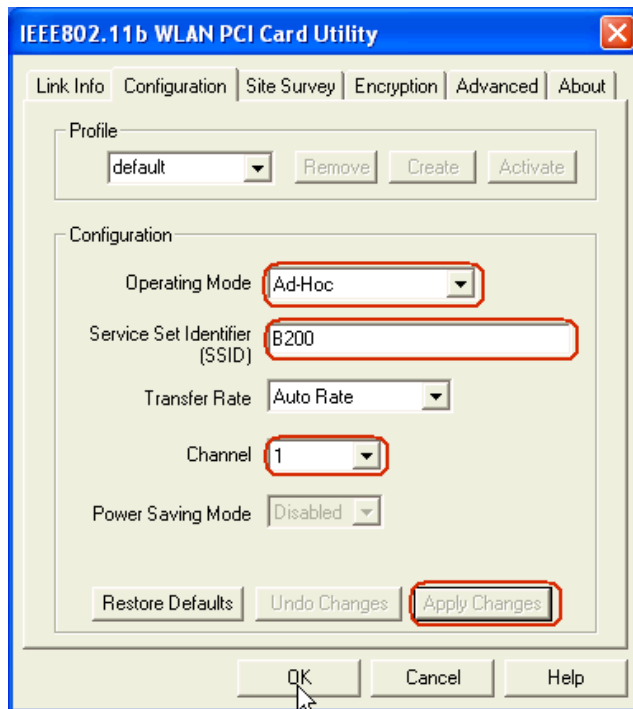 IEEE802.11b WLAN PCI Card Utility
Link Info Configuration Site Survey Encryption Advanced About
Profile
default Remove Create Activate
Configuration
Operating Mode Ad-Hoc
Service Set Identifier (SSID) B200
Transfer Rate Auto Rate
Channel 1
Power Saving Mode Disabled
Restore Defaults Undo Changes Apply Changes
OK Cancel Help